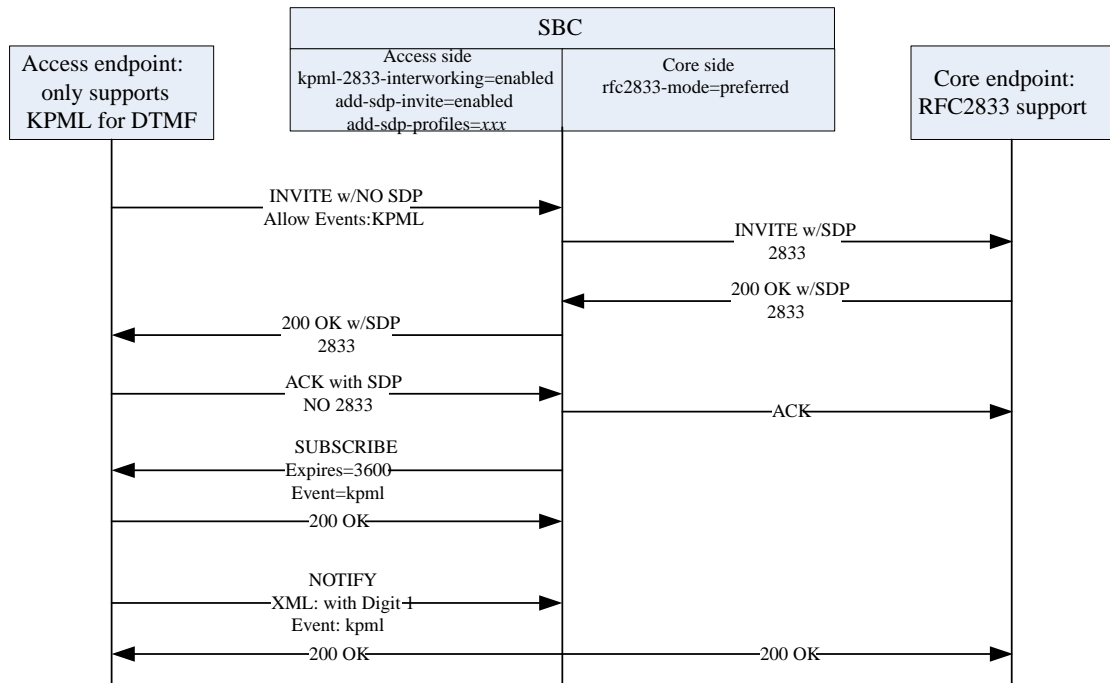 SBC
Access endpoint:
only supports
KPML for DTMF
Access side
kpml-2833-interworking=enabled
add-sdp-invite=enabled
add-sdp-profiles=xxx
Core side
rfc2833-mode=preferred
Core endpoint:
RFC2833 support
INVITE w/NO SDP
Allow Events:KPML
INVITE w/SDP
2833
200 OK w/SDP
2833
200 OK w/SDP
2833
ACK with SDP
NO 2833
ACK
SUBSCRIBE
Expires=3600
Event=kpml
200 OK
NOTIFY
XML: with Digit 1
Event: kpml
200 OK
200 OK